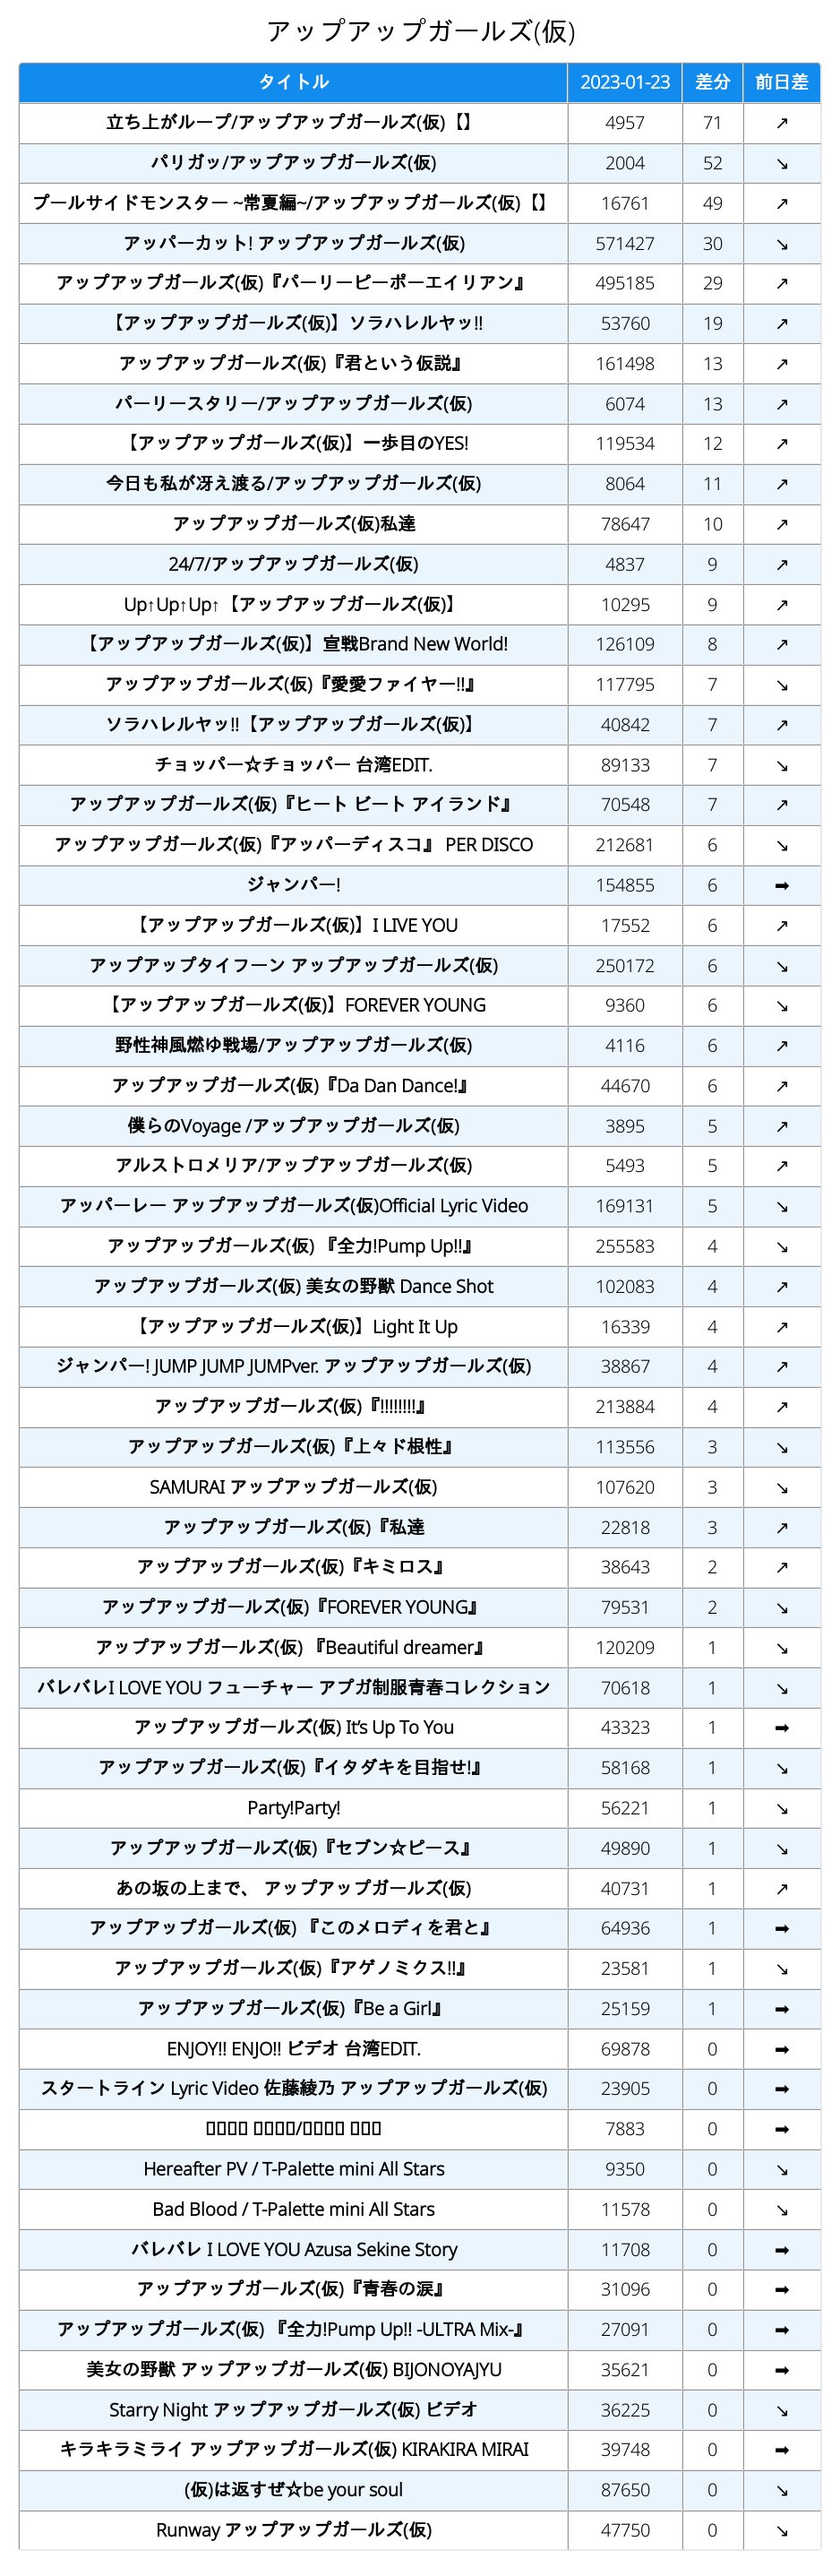 アップアップガールズ(仮)
タイトル 2023-01-23 差分 前日差
立ち上がループ/アップアップガールズ(仮)【】 4957 71 ↗
パリガッ/アップアップガールズ(仮) 2004 52 ↘
プールサイドモンスター ~常夏編~/アップアップガールズ(仮)【】 16761 49 ↗
アッパーカット! アップアップガールズ(仮) 571427 30 ↘
アップアップガールズ(仮)『パーリーピーポーエイリアン』 495185 29 ↗
【アップアップガールズ(仮)】ソラハレルヤッ!! 53760 19 ↗
アップアップガールズ(仮)『君という仮説』 161498 13 ↗
パーリースタリー/アップアップガールズ(仮) 6074 13 ↗
【アップアップガールズ(仮)】一歩目のYES! 119534 12 ↗
今日も私が冴え渡る/アップアップガールズ(仮) 8064 11 ↗
アップアップガールズ(仮)私達 78647 10 ↗
24/7/アップアップガールズ(仮) 4837 9 ↗
Up↑Up↑Up↑【アップアップガールズ(仮)】 10295 9 ↗
【アップアップガールズ(仮)】宣戦Brand New World! 126109 8 ↗
アップアップガールズ(仮)『愛愛ファイヤー!!』 117795 7 ↘
ソラハレルヤッ!!【アップアップガールズ(仮)】 40842 7 ↗
チョッパー☆チョッパー 台湾EDIT. 89133 7 ↘
アップアップガールズ(仮)『ヒート ビート アイランド』 70548 7 ↗
アップアップガールズ(仮)『アッパーディスコ』 PER DISCO 212681 6 ↘
ジャンパー! 154855 6 ➡
【アップアップガールズ(仮)】I LIVE YOU 17552 6 ↗
アップアップタイフーン アップアップガールズ(仮) 250172 6 ↘
【アップアップガールズ(仮)】FOREVER YOUNG 9360 6 ↘
野性神風燃ゆ戦場/アップアップガールズ(仮) 4116 6 ↗
アップアップガールズ(仮)『Da Dan Dance!』 44670 6 ↗
僕らのVoyage /アップアップガールズ(仮) 3895 5 ↗
アルストロメリア/アップアップガールズ(仮) 5493 5 ↗
アッパーレー アップアップガールズ(仮)Official Lyric Video 169131 5 ↘
アップアップガールズ(仮) 『全力!Pump Up!!』 255583 4 ↘
アップアップガールズ(仮) 美女の野獣 Dance Shot 102083 4 ↗
【アップアップガールズ(仮)】Light It Up 16339 4 ↗
ジャンパー! JUMP JUMP JUMPver. アップアップガールズ(仮) 38867 4 ↗
アップアップガールズ(仮)『!!!!!!!!』 213884 4 ↗
アップアップガールズ(仮)『上々ド根性』 113556 3 ↘
SAMURAI アップアップガールズ(仮) 107620 3 ↘
アップアップガールズ(仮)『私達 22818 3 ↗
アップアップガールズ(仮)『キミロス』 38643 2 ↗
アップアップガールズ(仮)『FOREVER YOUNG』 79531 2 ↘
アップアップガールズ(仮) 『Beautiful dreamer』 120209 1 ↘
バレバレI LOVE YOU フューチャー アプガ制服青春コレクション 70618 1 ↘
アップアップガールズ(仮) It’s Up To You 43323 1 ➡
アップアップガールズ(仮)『イタダキを目指せ!』 58168 1 ↘
Party!Party! 56221 1 ↘
アップアップガールズ(仮)『セブン☆ピース』 49890 1 ↘
あの坂の上まで、 アップアップガールズ(仮) 40731 1 ↗
アップアップガールズ(仮) 『このメロディを君と』 64936 1 ➡
アップアップガールズ(仮)『アゲノミクス!!』 23581 1 ↘
アップアップガールズ(仮)『Be a Girl』 25159 1 ➡
ENJOY!! ENJO!! ビデオ 台湾EDIT. 69878 0 ➡
スタートライン Lyric Video 佐藤綾乃 アップアップガールズ(仮) 23905 0 ➡
7883 0 ➡
Hereafter PV / T-Palette mini All Stars 9350 0 ↘
Bad Blood / T-Palette mini All Stars 11578 0 ↘
バレバレ I LOVE YOU Azusa Sekine Story 11708 0 ➡
アップアップガールズ(仮)『青春の涙』 31096 0 ➡
アップアップガールズ(仮) 『全力!Pump Up!! -ULTRA Mix-』 27091 0 ➡
美女の野獣 アップアップガールズ(仮) BIJONOYAJYU 35621 0 ➡
Starry Night アップアップガールズ(仮) ビデオ 36225 0 ↘
キラキラミライ アップアップガールズ(仮) KIRAKIRA MIRAI 39748 0 ➡
(仮)は返すぜ☆be your soul 87650 0 ↘
Runway アップアップガールズ(仮) 47750 0 ↘